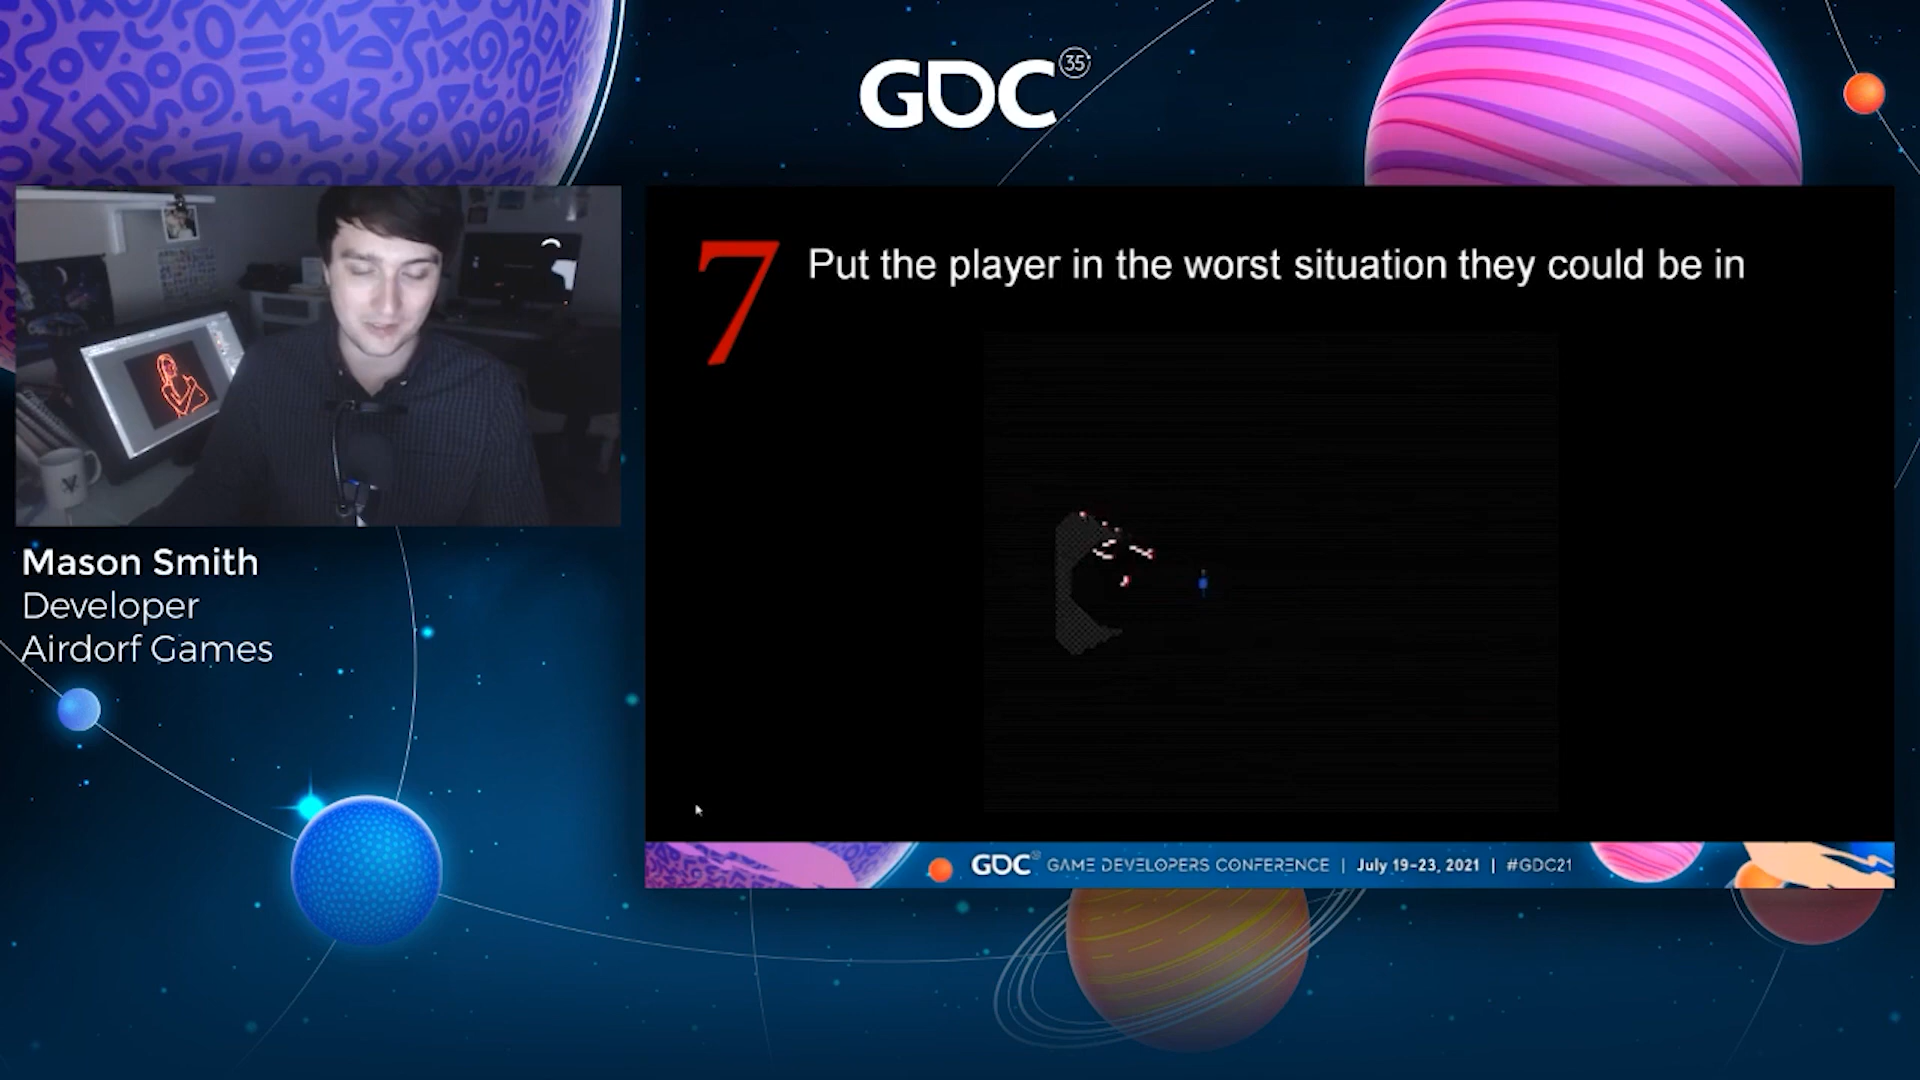 GDC 35
7 Put the player in the worst situation they could be in
Mason Smith
Developer
Airdorf Games
GDC 35 GAME DEVELOPERS CONFERENCE | July 19-23, 2021 | #GDC21